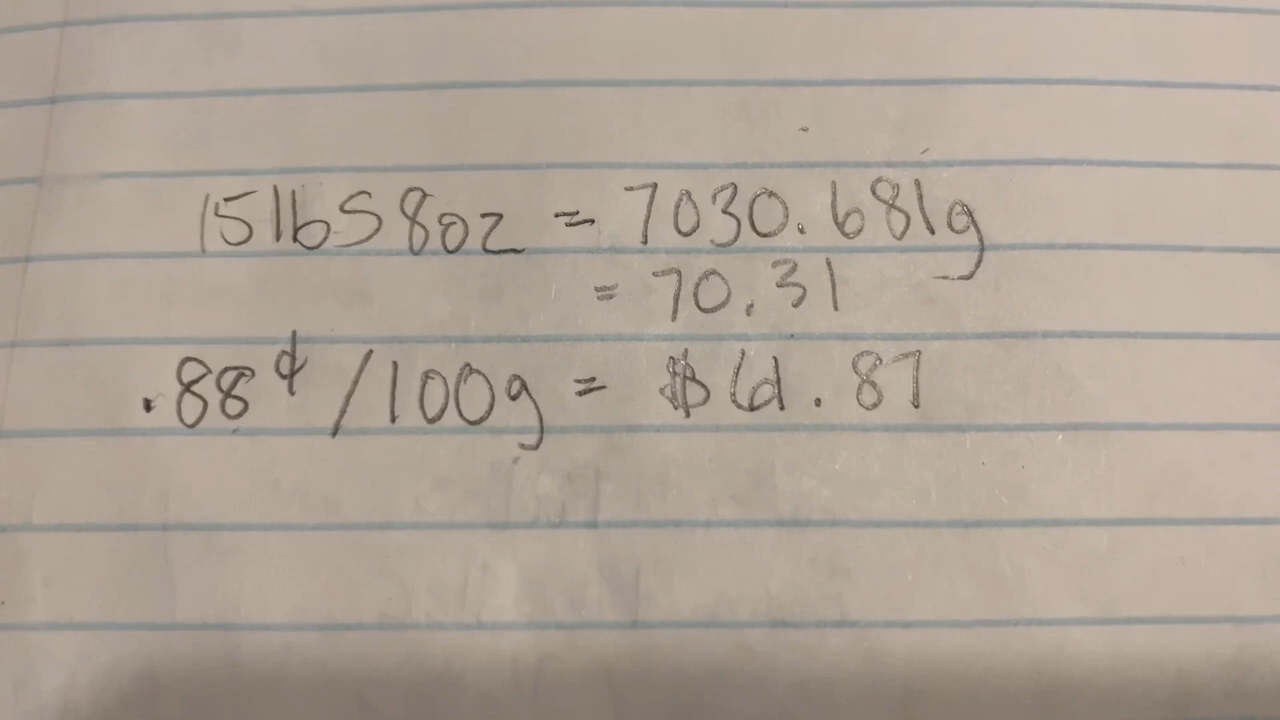 15lbs 8oz = 7030.681g
= 70.31
.88¢/100g = $61.87